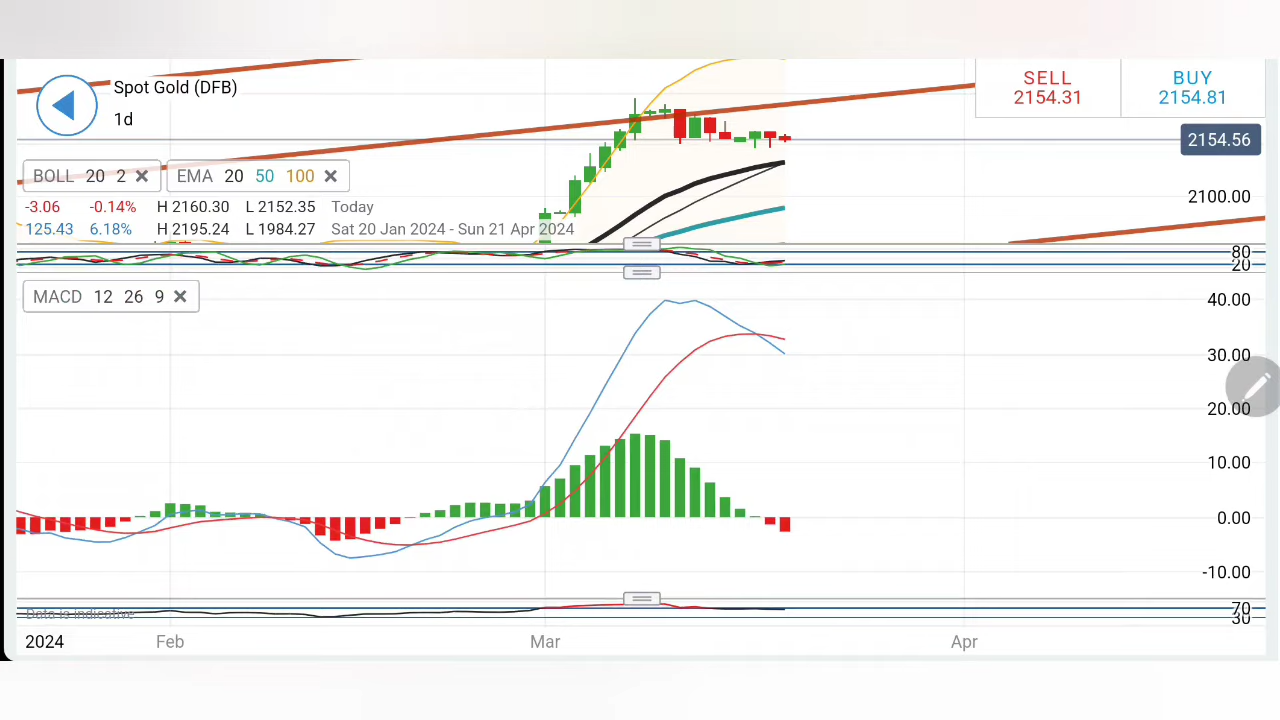 Spot Gold (DFB)
1d
SELL
2154.31
BUY
2154.81
2154.56
BOLL 20 2
EMA 20 50 100
2100.00
-3.06 -0.14% H 2160.30 L 2152.35 Today
125.43 6.18% H 2195.24 L 1984.27 Sat 20 Jan 2024 - Sun 21 Apr 2024
80
20
MACD 12 26 9
40.00
30.00
20.00
10.00
0.00
-10.00
Data is indicative
70
30
2024 Feb Mar Apr